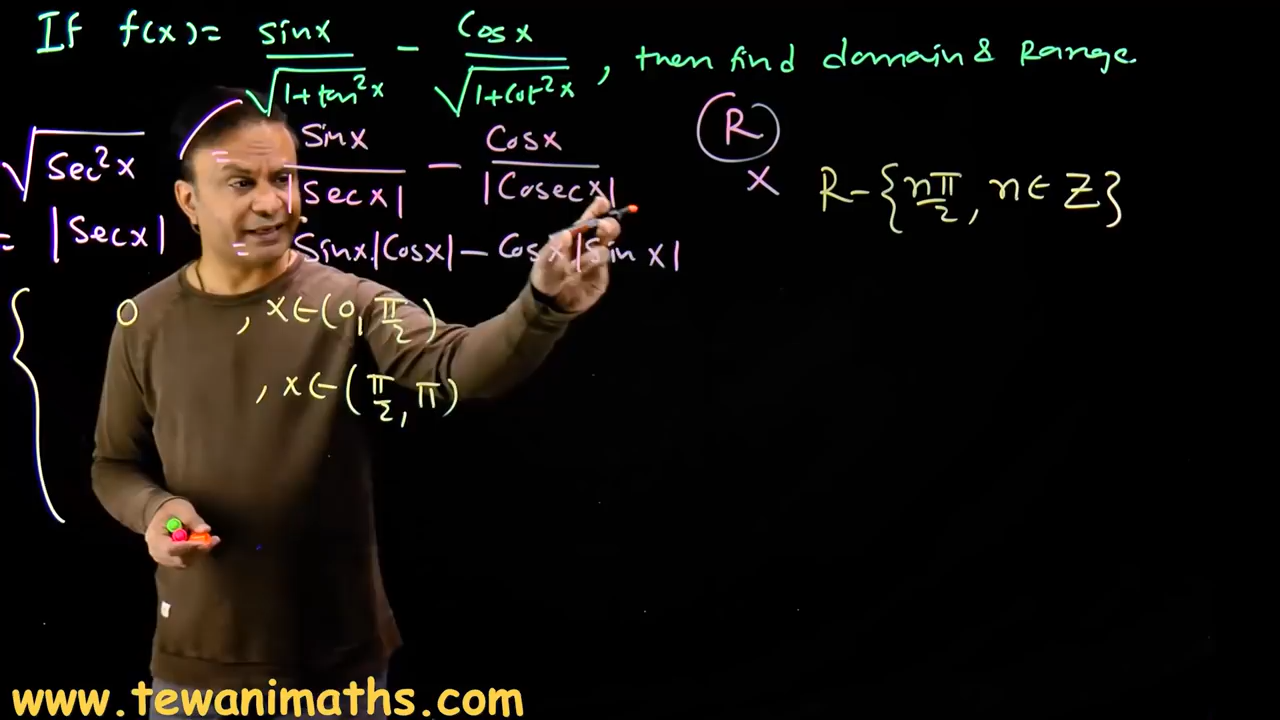 If f(x) = sinx/√(1+tan²x) - Cosx/√(1+Cot²x), then find domain & Range.
√(Sec²x) = Sinx/|Secx| - Cosx/|Cosecx|
R
x R-{nπ/2, n∈Z}
= |Secx| = Sinx|Cosx| - Cosx|Sinx|
{ 0, x∈(0, π/2)
, x∈(π/2, π)
www.tewanimaths.com